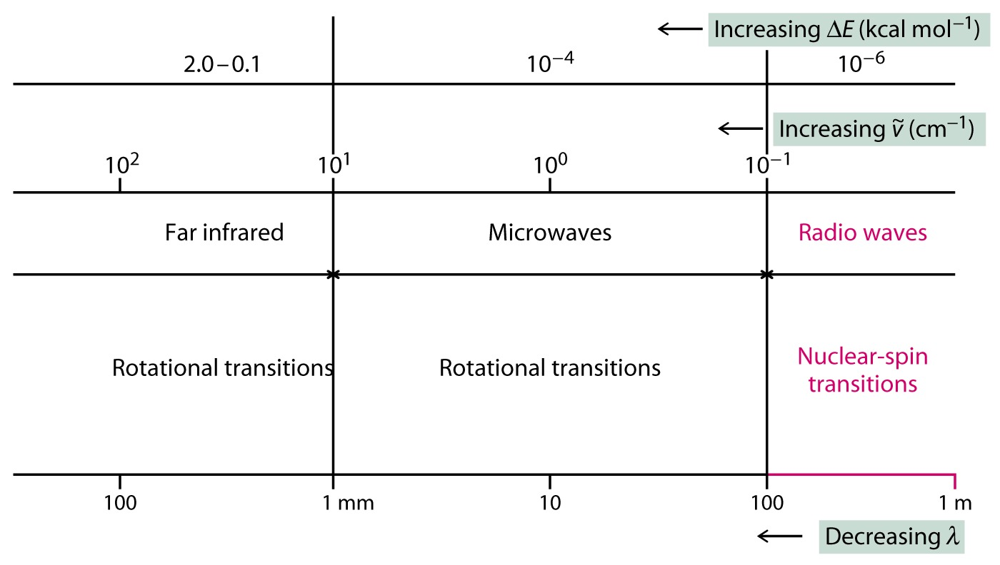 Increasing ΔE (kcal mol⁻¹)
2.0–0.1 10⁻⁴ 10⁻⁶
Increasing ṽ (cm⁻¹)
10² 10¹ 10⁰ 10⁻¹
Far infrared Microwaves Radio waves
Rotational transitions Rotational transitions Nuclear-spin
transitions
100 1 mm 10 100 1 m
Decreasing λ